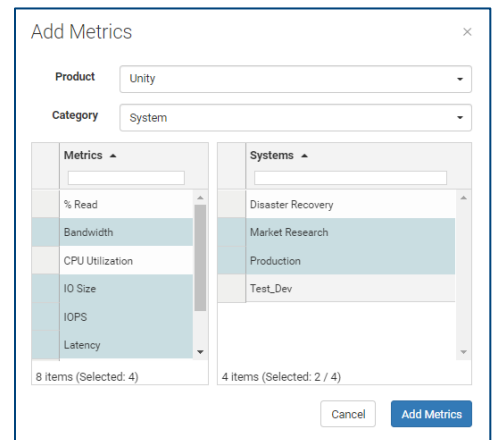 Add Metrics ×
Product Unity
Category System
Metrics
% Read
Bandwidth
CPU Utilization
IO Size
IOPS
Latency
8 items (Selected: 4)
Systems
Disaster Recovery
Market Research
Production
Test_Dev
4 items (Selected: 2 / 4)
Cancel Add Metrics